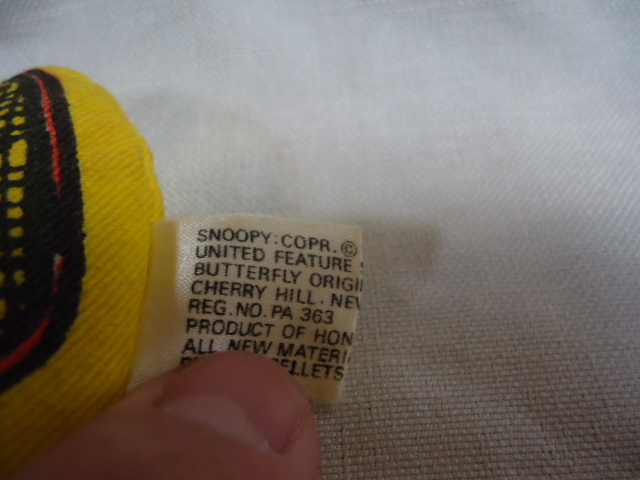 SNOOPY: COPR. ©
UNITED FEATURE
BUTTERFLY ORIGI
CHERRY HILL, NEW
REG. NO. PA 363
PRODUCT OF HON
ALL NEW MATERI
PELLETS